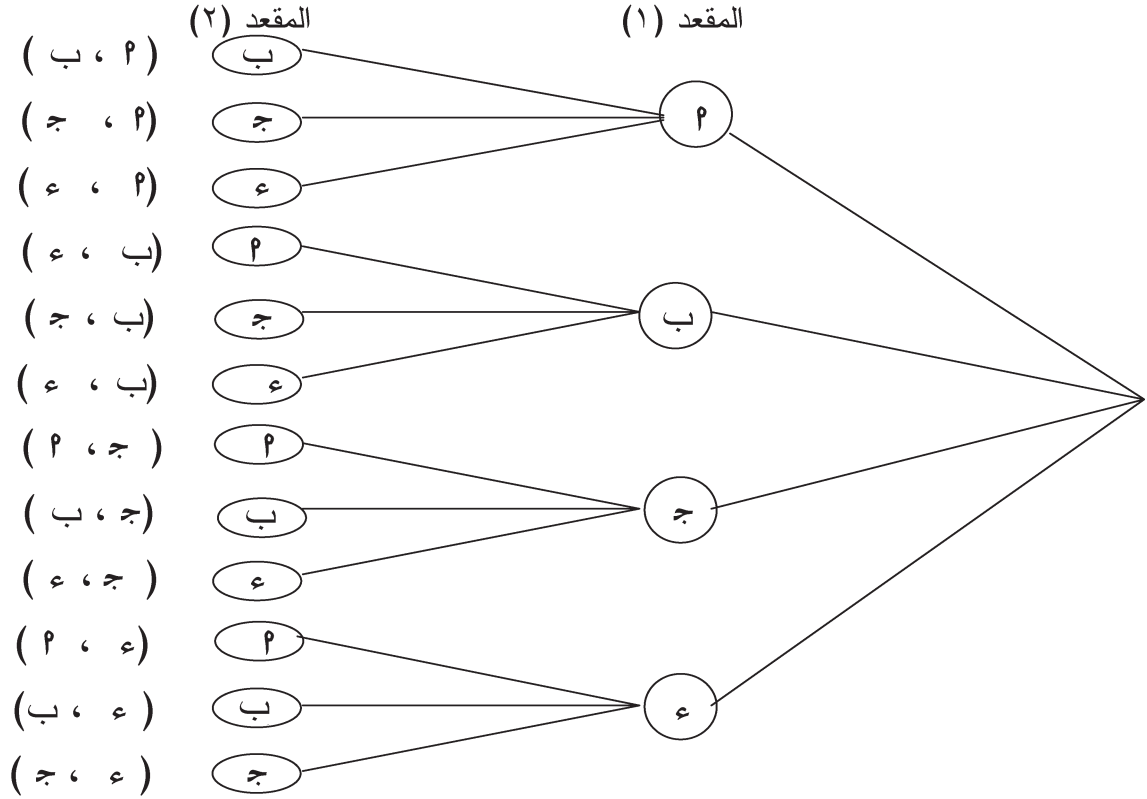 المقعد (١) المقعد (٢)
ب (أ ، ب)
أ ج (أ ، ج)
ء (أ ، ء)
أ (ب ، ء)
ب ج (ب ، ج)
ء (ب ، ء)
أ (ج ، أ)
ج ب (ج ، ب)
ء (ج ، ء)
أ (ء ، أ)
ء ب (ء ، ب)
ج (ء ، ج)